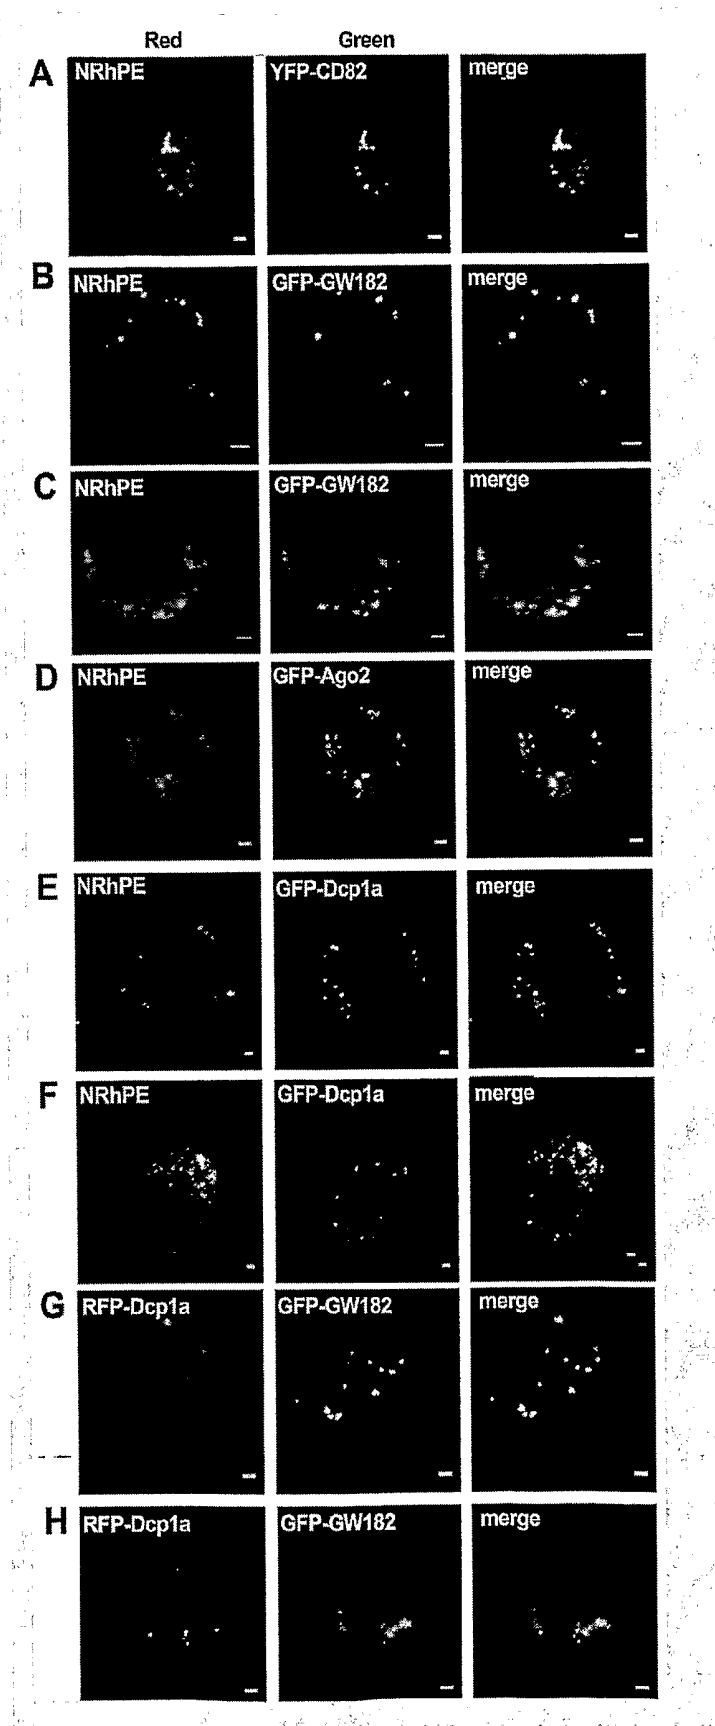 Red Green
A NRhPE YFP-CD82 merge
B NRhPE GFP-GW182 merge
C NRhPE GFP-GW182 merge
D NRhPE GFP-Ago2 merge
E NRhPE GFP-Dcp1a merge
F NRhPE GFP-Dcp1a merge
G RFP-Dcp1a GFP-GW182 merge
H RFP-Dcp1a GFP-GW182 merge